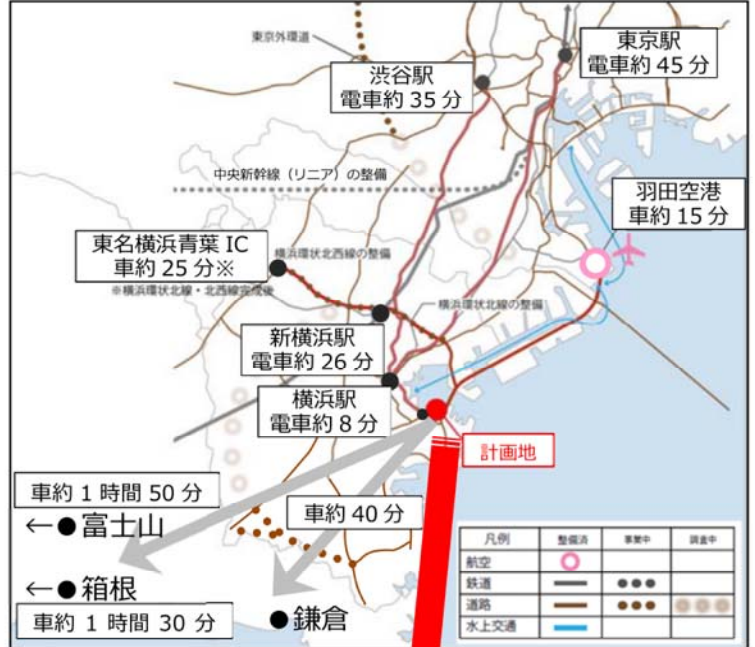 東京外環道
東京駅
電車約 45 分
渋谷駅
電車約 35 分
中央新幹線（リニア）の整備
羽田空港
車約 15 分
東名横浜青葉 IC
車約 25 分※
横浜環状北西線の整備
※横浜環状北線・北西線完成後
横浜環状北線の整備
新横浜駅
電車約 26 分
横浜駅
電車約 8 分
計画地
車約 1 時間 50 分
←●富士山
車約 40 分
←●箱根
車約 1 時間 30 分
●鎌倉
凡例 整備済 事業中 調査中
航空
鉄道
道路
水上交通